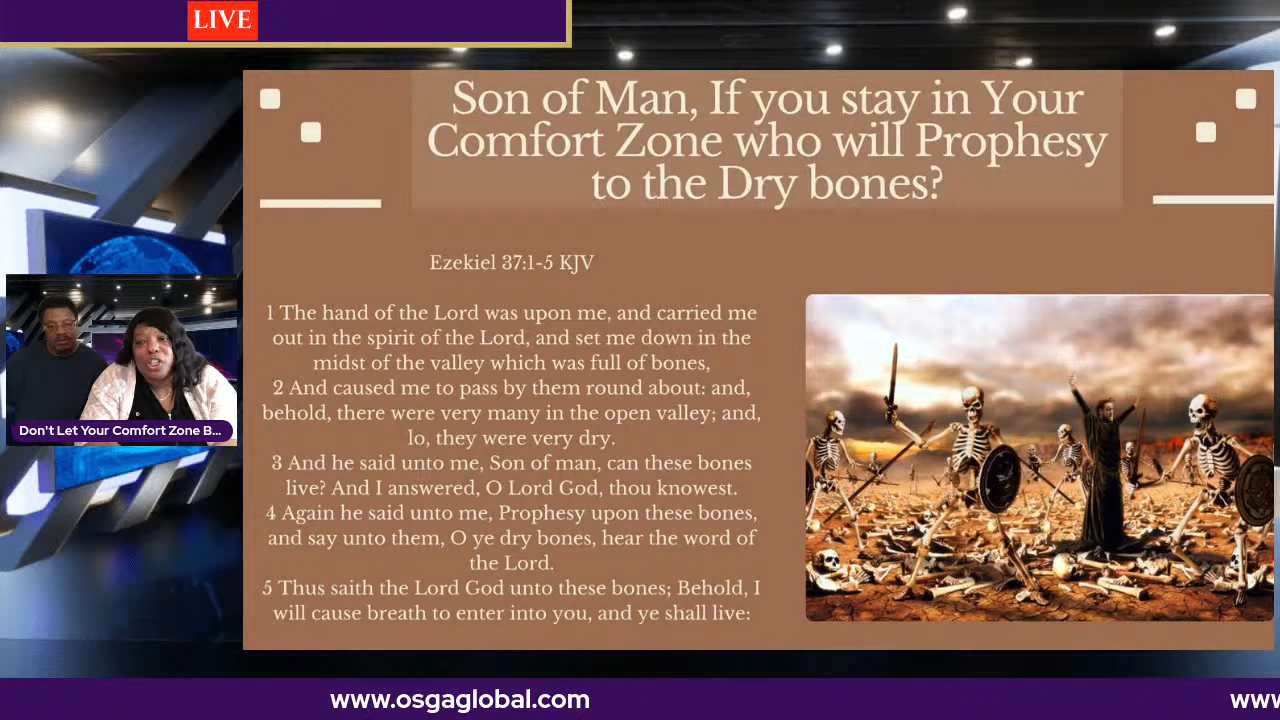 LIVE
Son of Man, If you stay in Your
Comfort Zone who will Prophesy
to the Dry bones?
Ezekiel 37:1-5 KJV
1 The hand of the Lord was upon me, and carried me
out in the spirit of the Lord, and set me down in the
midst of the valley which was full of bones,
2 And caused me to pass by them round about: and,
behold, there were very many in the open valley; and,
lo, they were very dry.
3 And he said unto me, Son of man, can these bones
live? And I answered, O Lord God, thou knowest.
4 Again he said unto me, Prophesy upon these bones,
and say unto them, O ye dry bones, hear the word of
the Lord.
5 Thus saith the Lord God unto these bones; Behold, I
will cause breath to enter into you, and ye shall live:
Don't Let Your Comfort Zone B...
www.osgaglobal.com
www